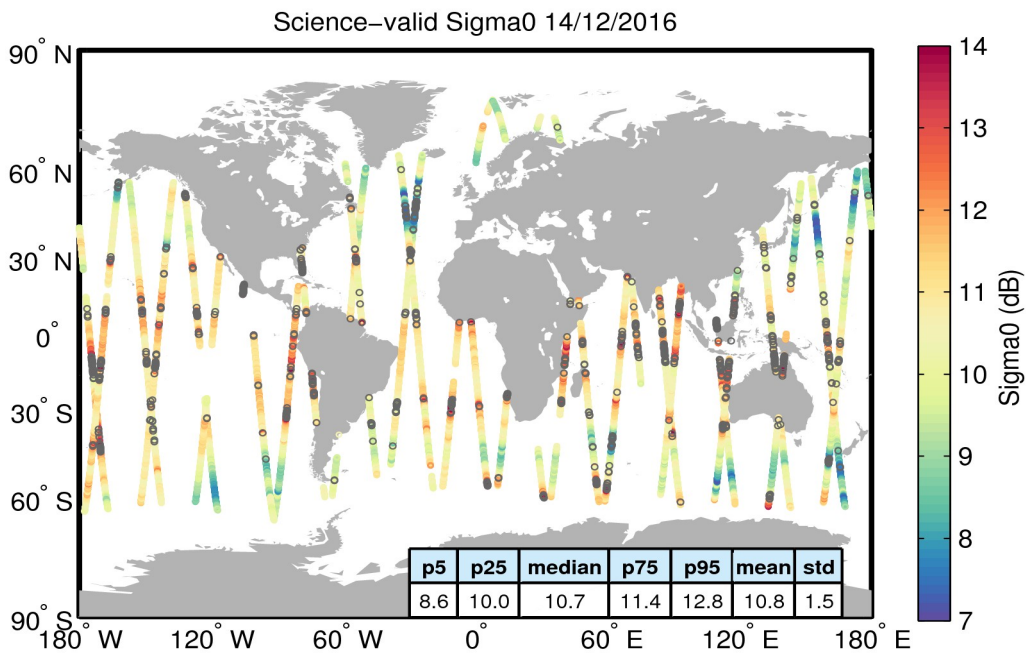 Science−valid Sigma0 14/12/2016
90° N
60° N
30° N
0°
30° S
60° S
90° S
180° W
120° W
60° W
0°
60° E
120° E
180° E
p5 p25 median p75 p95 mean std
8.6 10.0 10.7 11.4 12.8 10.8 1.5
14
13
12
11
10
9
8
7
Sigma0 (dB)